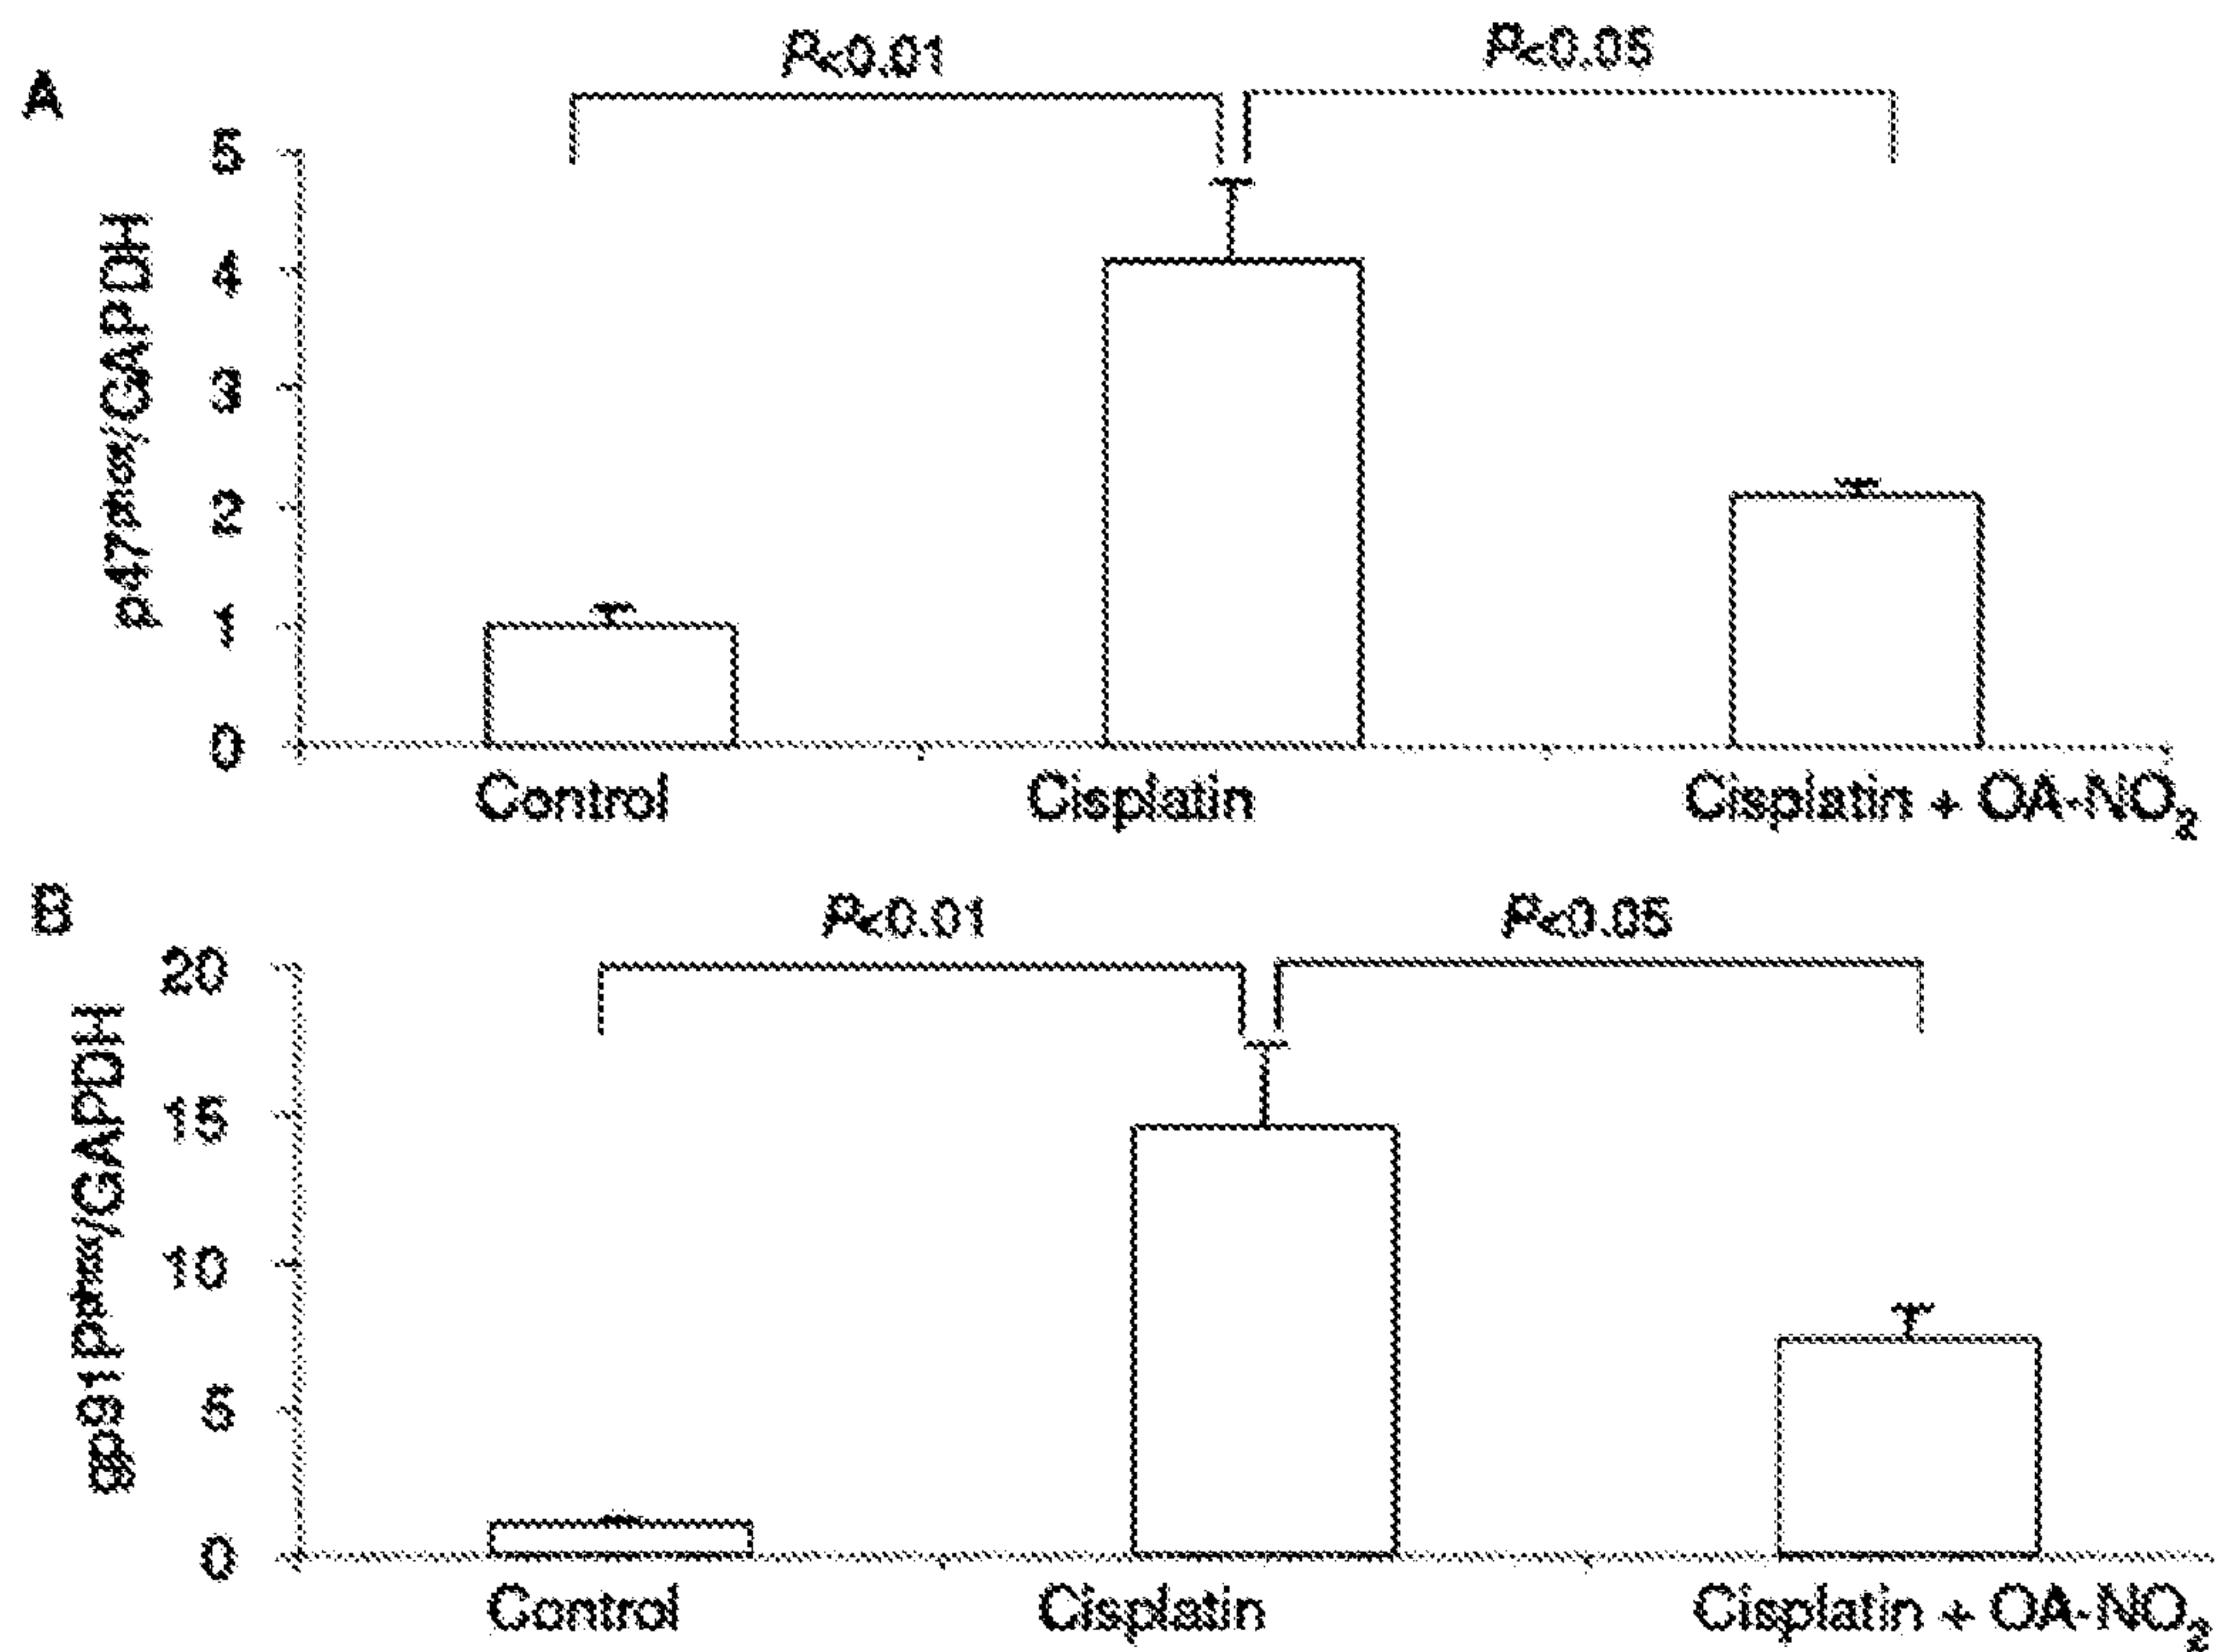 A
P<0.01
P<0.05
5
4
3
2
1
0
p47phox/GAPDH
Control
Cisplatin
Cisplatin + OA-NO2
B
P<0.01
P<0.05
20
15
10
5
0
gp91phox/GAPDH
Control
Cisplatin
Cisplatin + OA-NO2